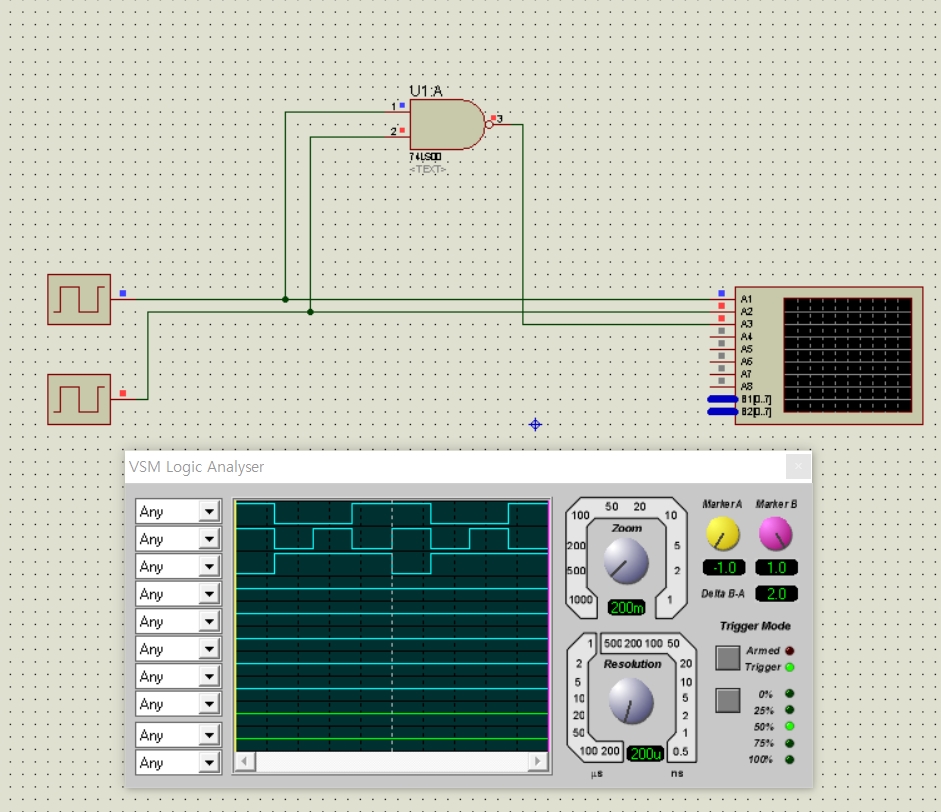 U1:A
1
2
3
74LS00
<TEXT>
A1
A2
A3
A4
A5
A6
A7
A8
B1[0..7]
B2[0..7]
VSM Logic Analyser
Any
Any
Any
Any
Any
Any
Any
Any
Any
Any
Zoom
1000 500 200 100 50 20 10 5 2 1
200m
Resolution
200 100 50 20 10 5 2 1 500 200 100 50 20 10 5 2 1 0.5
200u
µs
ns
Marker A Marker B
-1.0 1.0
Delta B-A 2.0
Trigger Mode
Armed
Trigger
0%
25%
50%
75%
100%